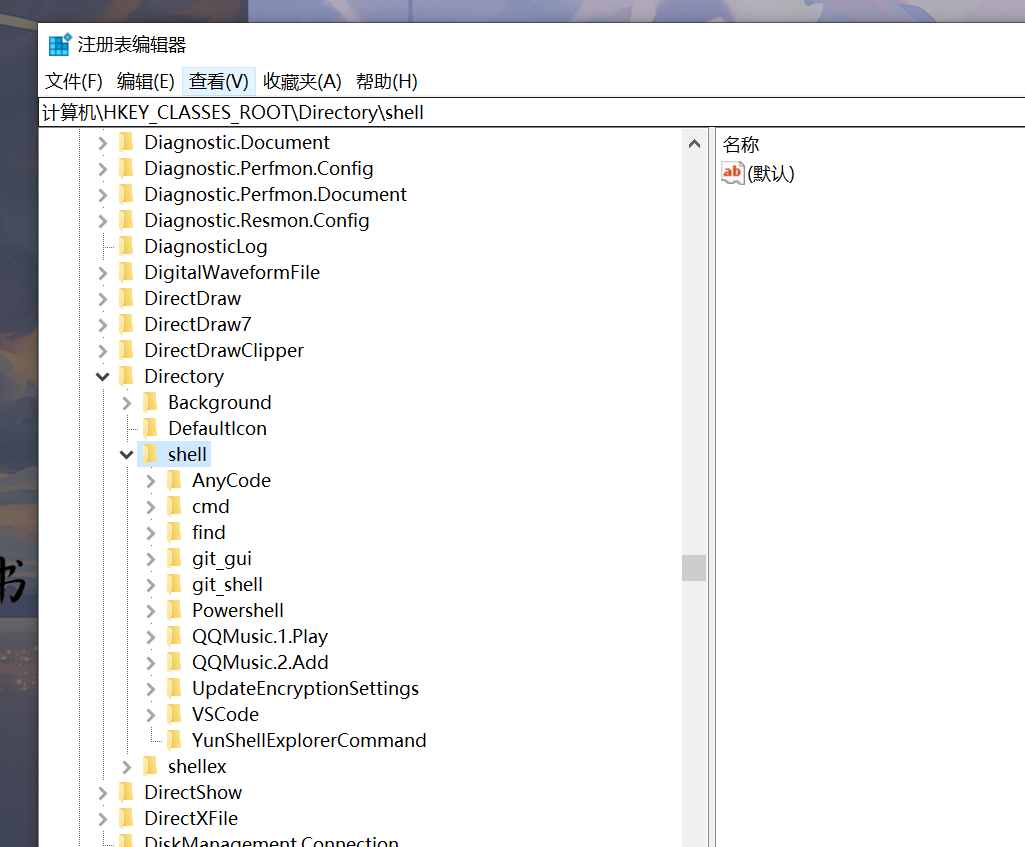 注册表编辑器
文件(F) 编辑(E) 查看(V) 收藏夹(A) 帮助(H)
计算机\HKEY_CLASSES_ROOT\Directory\shell
Diagnostic.Document
Diagnostic.Perfmon.Config
Diagnostic.Perfmon.Document
Diagnostic.Resmon.Config
DiagnosticLog
DigitalWaveformFile
DirectDraw
DirectDraw7
DirectDrawClipper
Directory
Background
DefaultIcon
shell
AnyCode
cmd
find
git_gui
git_shell
Powershell
QQMusic.1.Play
QQMusic.2.Add
UpdateEncryptionSettings
VSCode
YunShellExplorerCommand
shellex
DirectShow
DirectXFile
DiskManagement.Connection
名称
ab (默认)
书